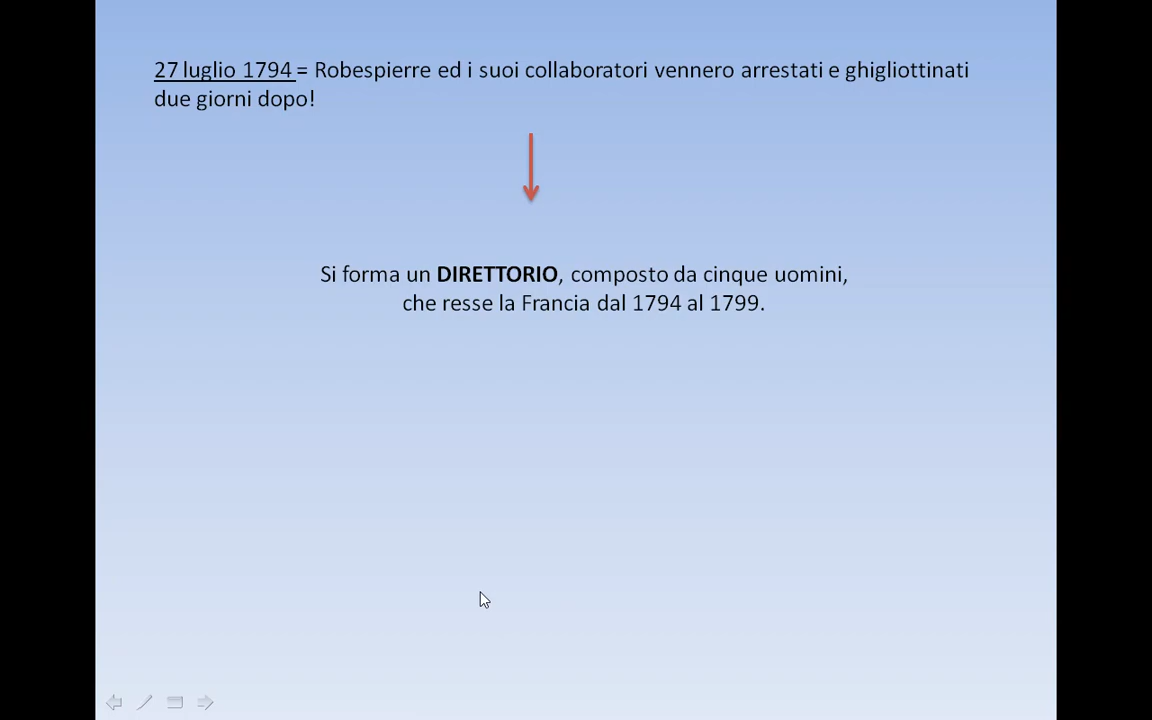 27 luglio 1794 = Robespierre ed i suoi collaboratori vennero arrestati e ghigliottinati
due giorni dopo!
Si forma un DIRETTORIO, composto da cinque uomini,
che resse la Francia dal 1794 al 1799.